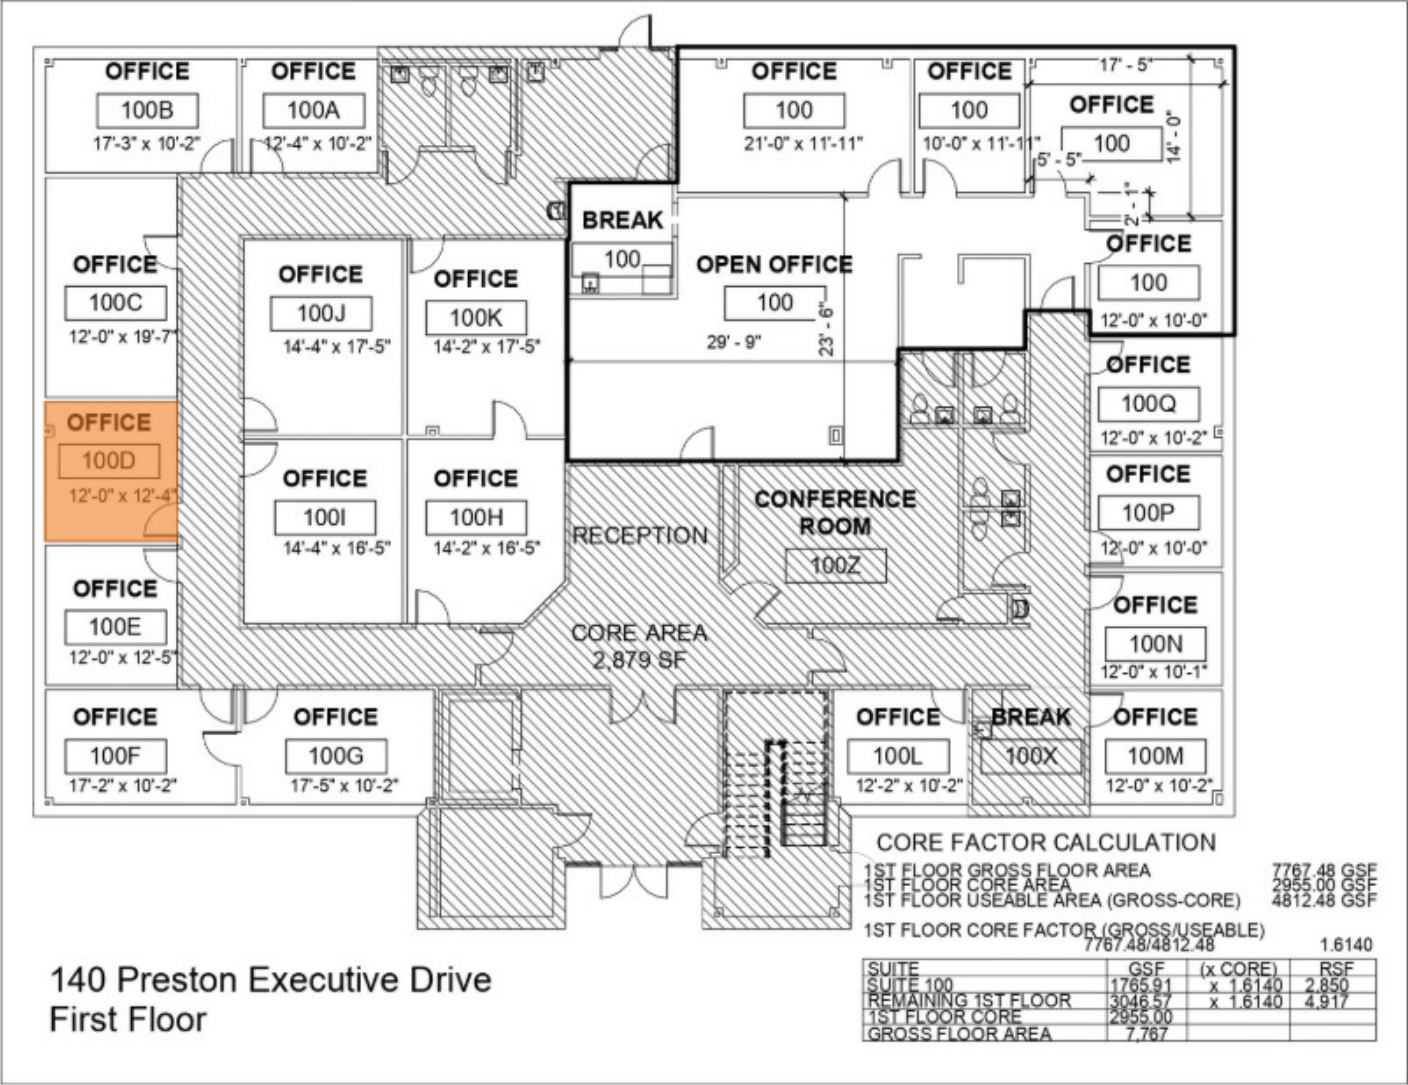 OFFICE
100B
17'-3" x 10'-2"
OFFICE
100A
12'-4" x 10'-2"
OFFICE
100
21'-0" x 11'-11"
OFFICE
100
10'-0" x 11'-11"
17' - 5"
OFFICE
100
14' - 0"
5' - 5"
2' - 1"
OFFICE
100C
12'-0" x 19'-7"
OFFICE
100J
14'-4" x 17'-5"
OFFICE
100K
14'-2" x 17'-5"
BREAK
100
OPEN OFFICE
100
29' - 9"
23' - 6"
OFFICE
100
12'-0" x 10'-0"
OFFICE
100D
12'-0" x 12'-4"
OFFICE
100I
14'-4" x 16'-5"
OFFICE
100H
14'-2" x 16'-5"
RECEPTION
CONFERENCE
ROOM
100Z
OFFICE
100Q
12'-0" x 10'-2"
OFFICE
100P
12'-0" x 10'-0"
OFFICE
100E
12'-0" x 12'-5"
CORE AREA
2,879 SF
OFFICE
100N
12'-0" x 10'-1"
OFFICE
100F
17'-2" x 10'-2"
OFFICE
100G
17'-5" x 10'-2"
OFFICE
100L
12'-2" x 10'-2"
BREAK
100X
OFFICE
100M
12'-0" x 10'-2"
CORE FACTOR CALCULATION
1ST FLOOR GROSS FLOOR AREA 7767.48 GSF
1ST FLOOR CORE AREA 2955.00 GSF
1ST FLOOR USEABLE AREA (GROSS-CORE) 4812.48 GSF
1ST FLOOR CORE FACTOR (GROSS/USEABLE)
7767.48/4812.48 1.6140
SUITE GSF (x CORE) RSF
SUITE 100 1765.91 x 1.6140 2,850
REMAINING 1ST FLOOR 3046.57 x 1.6140 4,917
1ST FLOOR CORE 2955.00
GROSS FLOOR AREA 7,767
140 Preston Executive Drive
First Floor